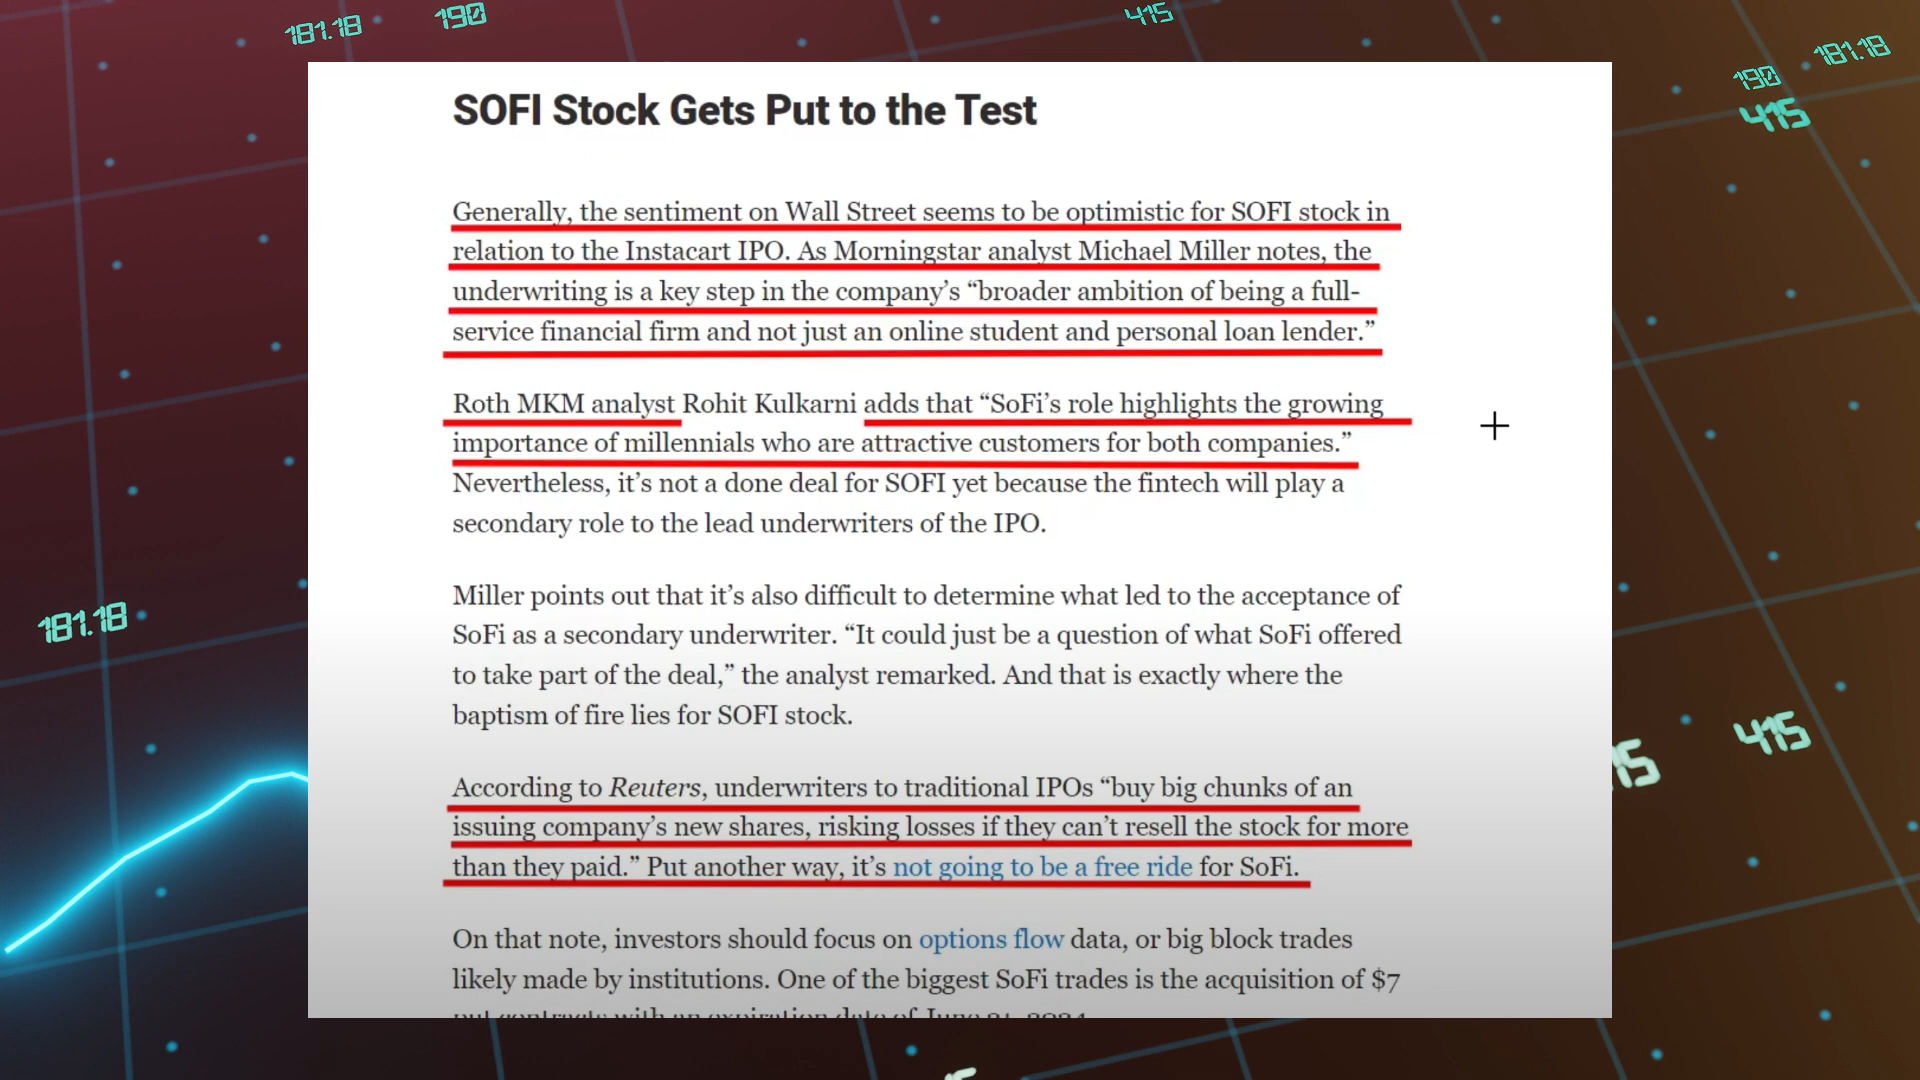 181.18
190
415
181.18
190
415
SOFI Stock Gets Put to the Test
Generally, the sentiment on Wall Street seems to be optimistic for SOFI stock in
relation to the Instacart IPO. As Morningstar analyst Michael Miller notes, the
underwriting is a key step in the company’s “broader ambition of being a full-
service financial firm and not just an online student and personal loan lender.”
Roth MKM analyst Rohit Kulkarni adds that “SoFi’s role highlights the growing
importance of millennials who are attractive customers for both companies.”
Nevertheless, it’s not a done deal for SOFI yet because the fintech will play a
secondary role to the lead underwriters of the IPO.
Miller points out that it’s also difficult to determine what led to the acceptance of
SoFi as a secondary underwriter. “It could just be a question of what SoFi offered
to take part of the deal,” the analyst remarked. And that is exactly where the
baptism of fire lies for SOFI stock.
181.18
415
15
According to Reuters, underwriters to traditional IPOs “buy big chunks of an
issuing company’s new shares, risking losses if they can’t resell the stock for more
than they paid.” Put another way, it’s not going to be a free ride for SoFi.
On that note, investors should focus on options flow data, or big block trades
likely made by institutions. One of the biggest SoFi trades is the acquisition of $7
put contracts with an expiration date of June 21, 2024